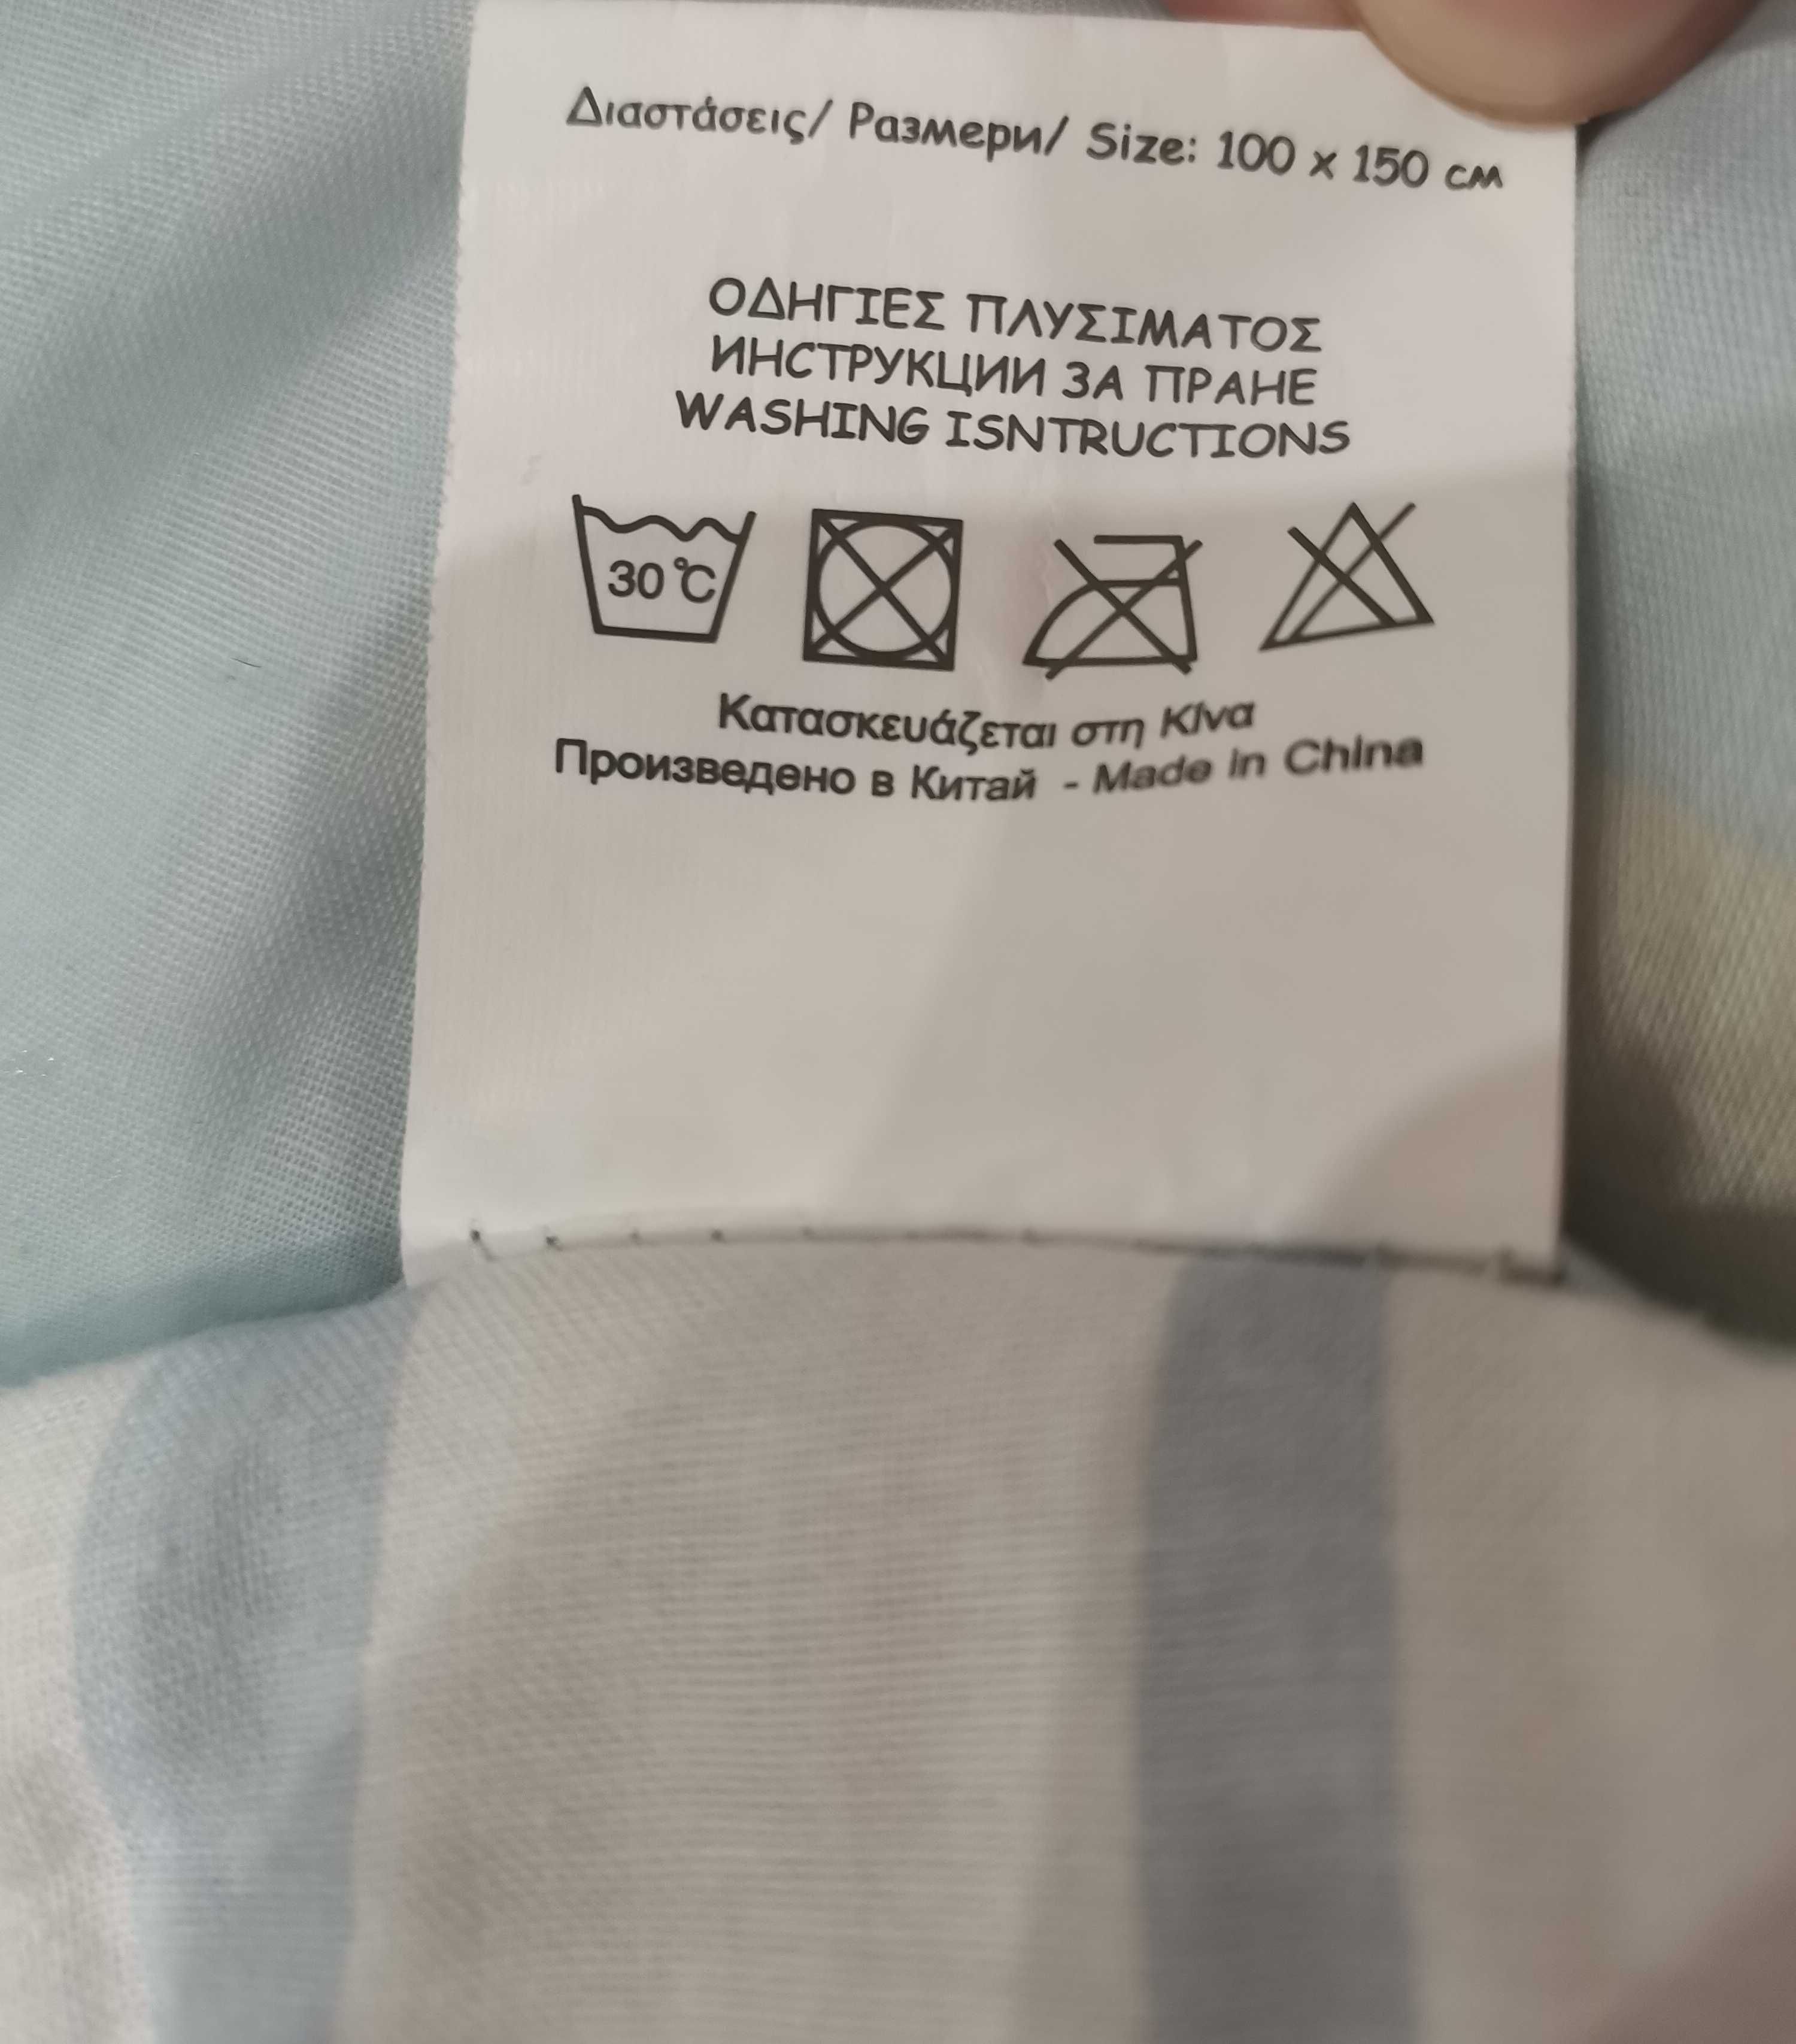 Διαστάσεις/ Размери/ Size: 100 x 150 см
ΟΔΗΓΙΕΣ ΠΛΥΣΙΜΑΤΟΣ
ИНСТРУКЦИИ ЗА ПРАНЕ
WASHING ISNTRUCTIONS
30°C
Κατασκευάζεται στη Κίνα
Произведено в Китай - Made in China